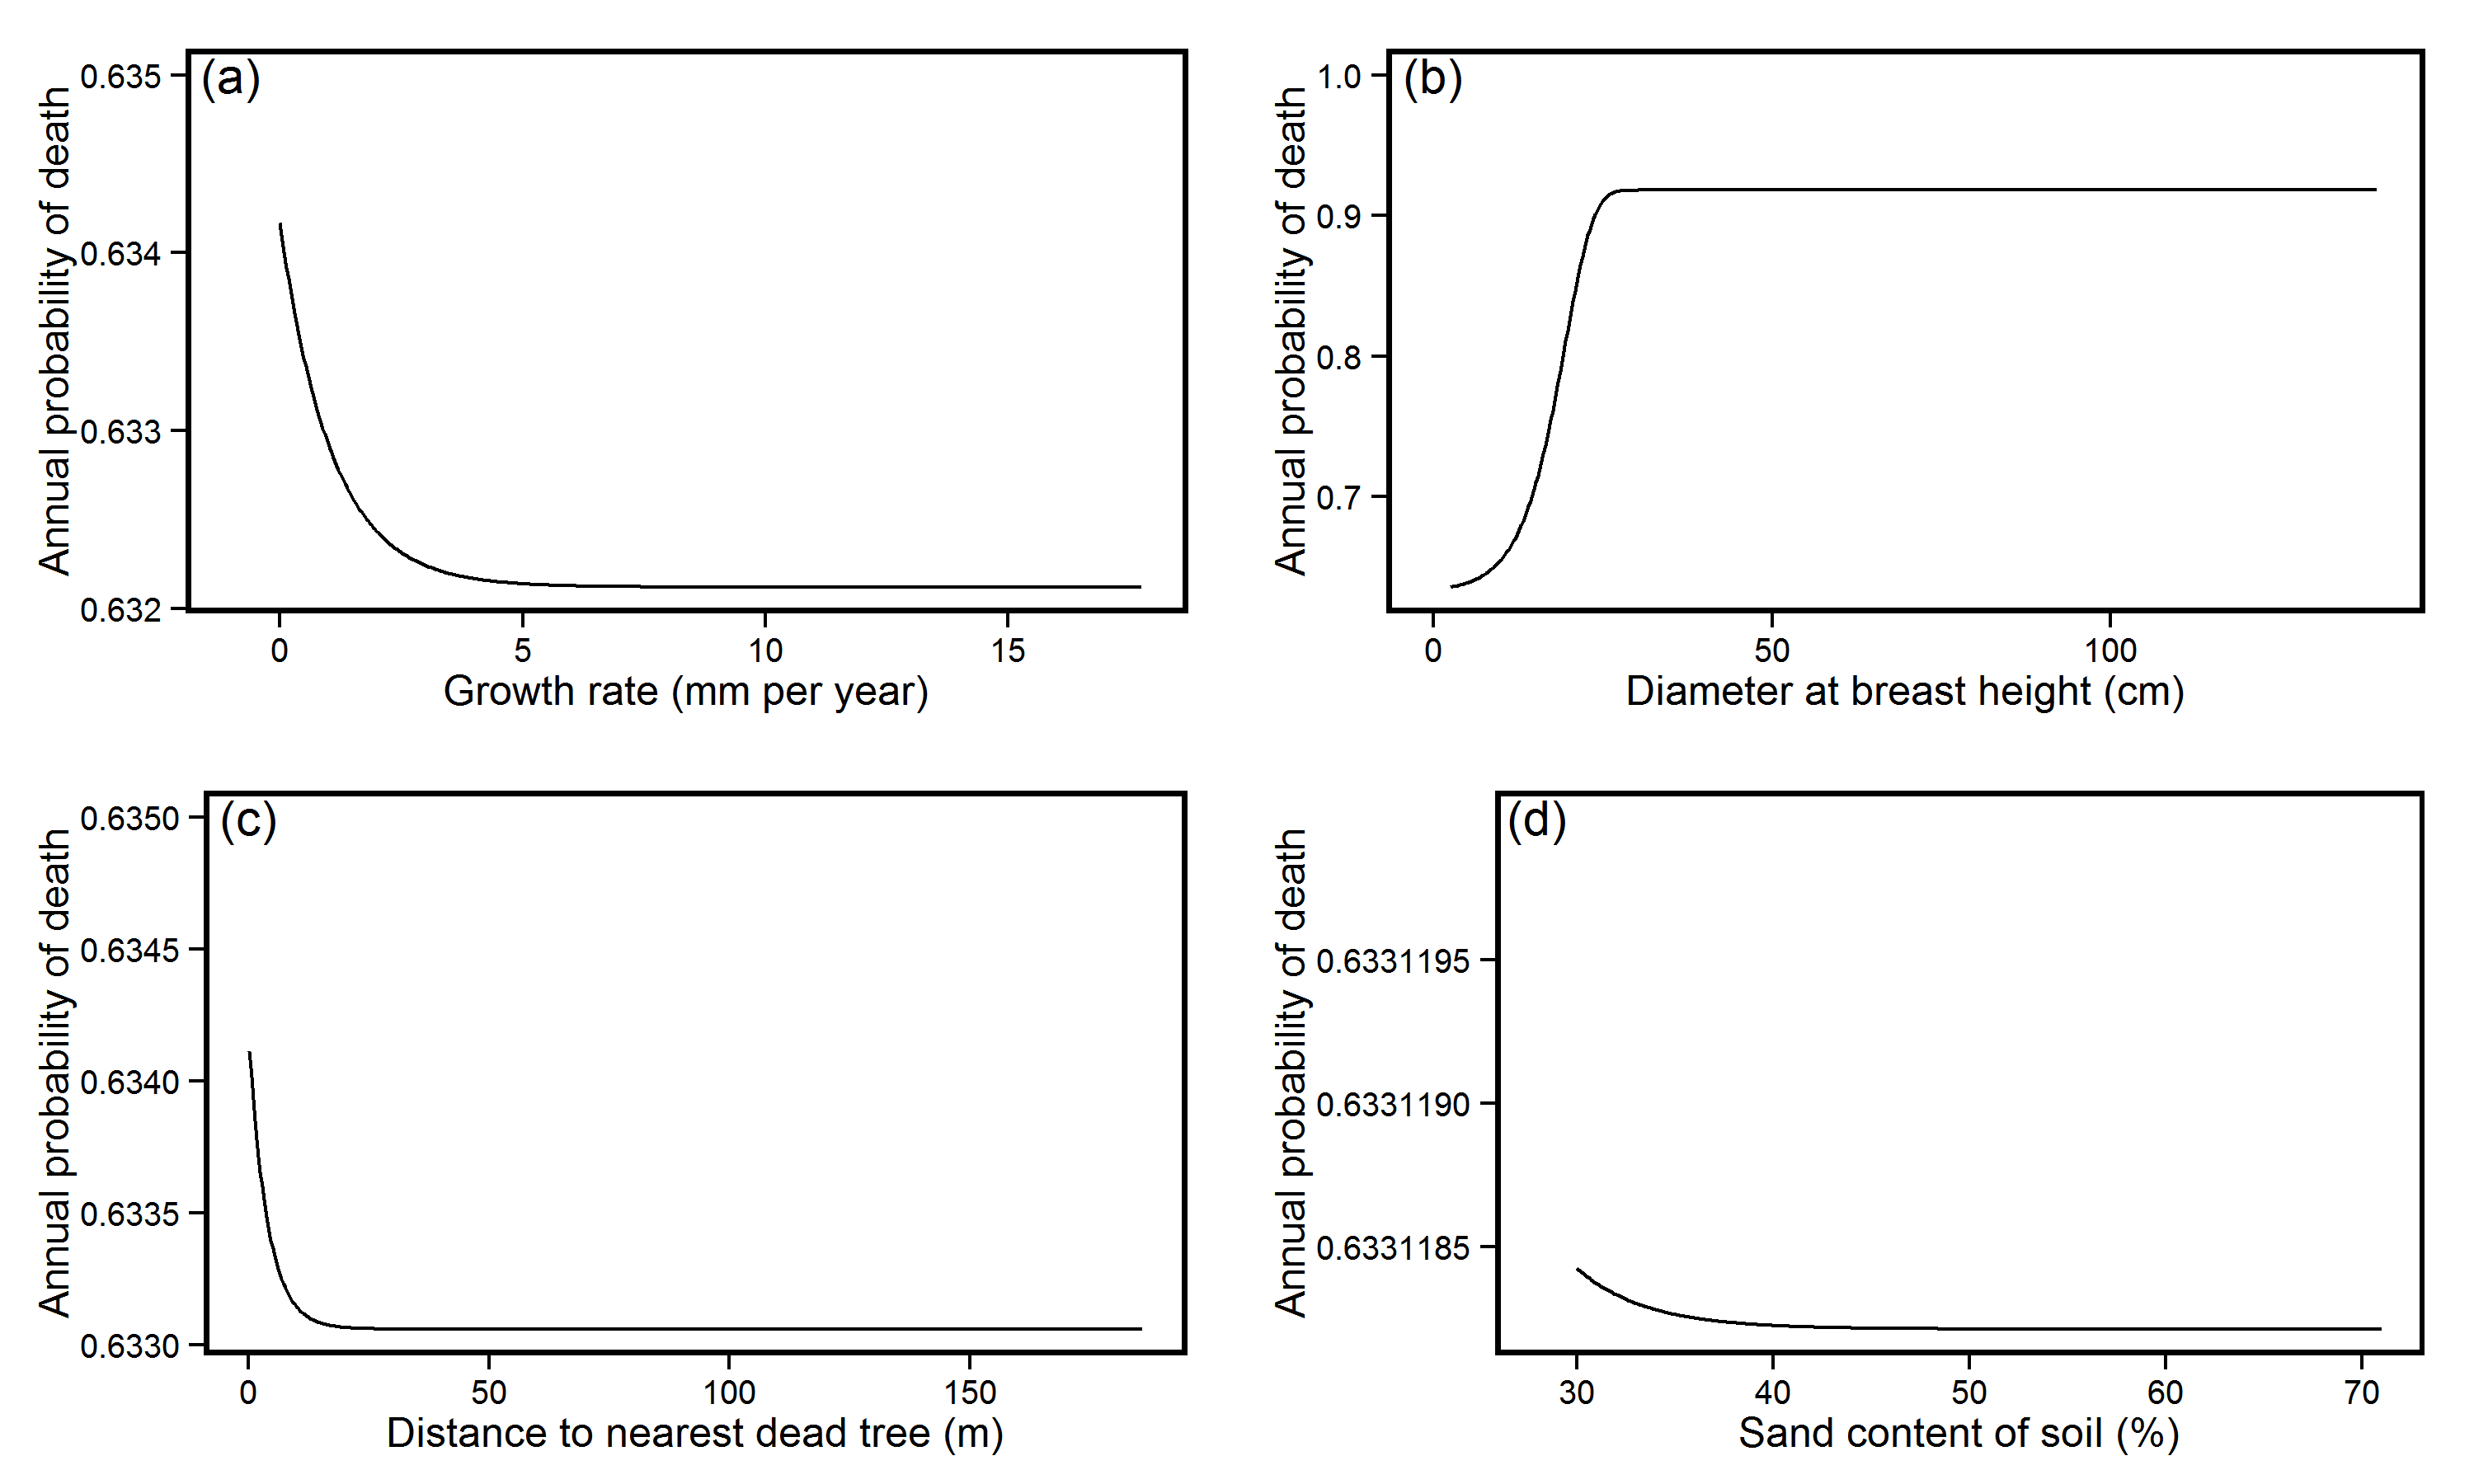 (a)
Annual probability of death
0.635
0.634
0.633
0.632
0 5 10 15
Growth rate (mm per year)
(b)
Annual probability of death
1.0
0.9
0.8
0.7
0 50 100
Diameter at breast height (cm)
(c)
Annual probability of death
0.6350
0.6345
0.6340
0.6335
0.6330
0 50 100 150
Distance to nearest dead tree (m)
(d)
Annual probability of death
0.6331195
0.6331190
0.6331185
30 40 50 60 70
Sand content of soil (%)